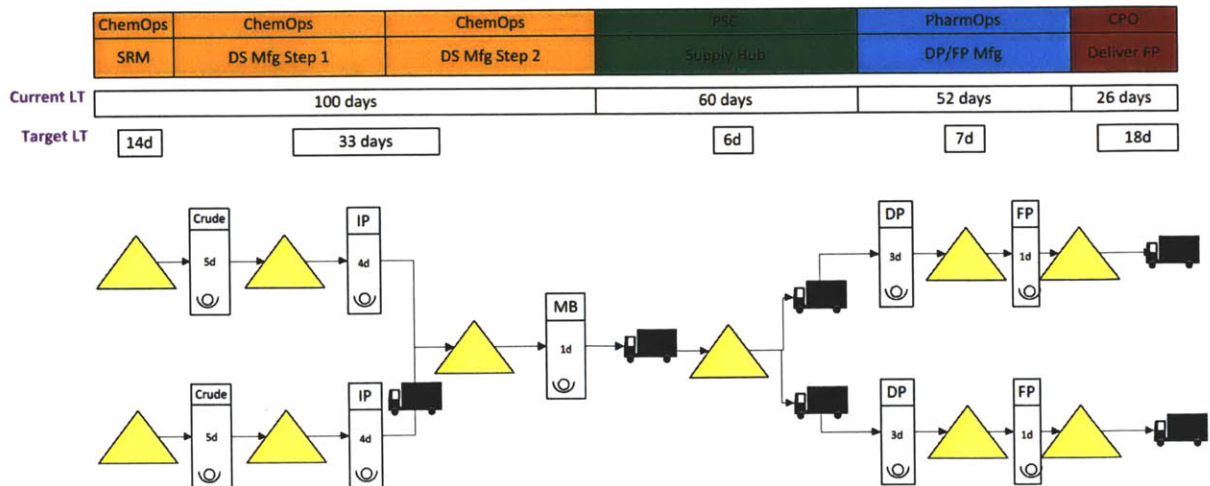 ChemOps ChemOps ChemOps PSC PharmOps CPO
SRM DS Mfg Step 1 DS Mfg Step 2 Supply Hub DP/FP Mfg Deliver FP
Current LT 100 days 60 days 52 days 26 days
Target LT 14d 33 days 6d 7d 18d
Crude IP DP FP
5d 4d 3d 1d
MB
1d
Crude IP DP FP
5d 4d 3d 1d